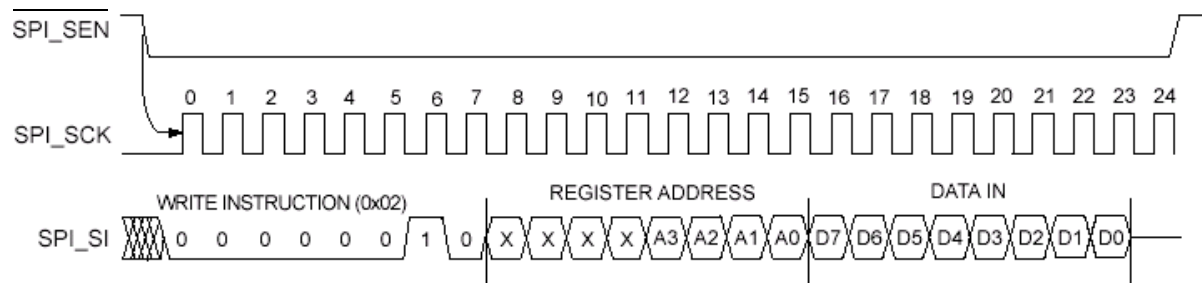 SPI_SEN
0 1 2 3 4 5 6 7 8 9 10 11 12 13 14 15 16 17 18 19 20 21 22 23 24
SPI_SCK
WRITE INSTRUCTION (0x02) REGISTER ADDRESS DATA IN
SPI_SI 0 0 0 0 0 0 1 0 X X X X A3 A2 A1 A0 D7 D6 D5 D4 D3 D2 D1 D0